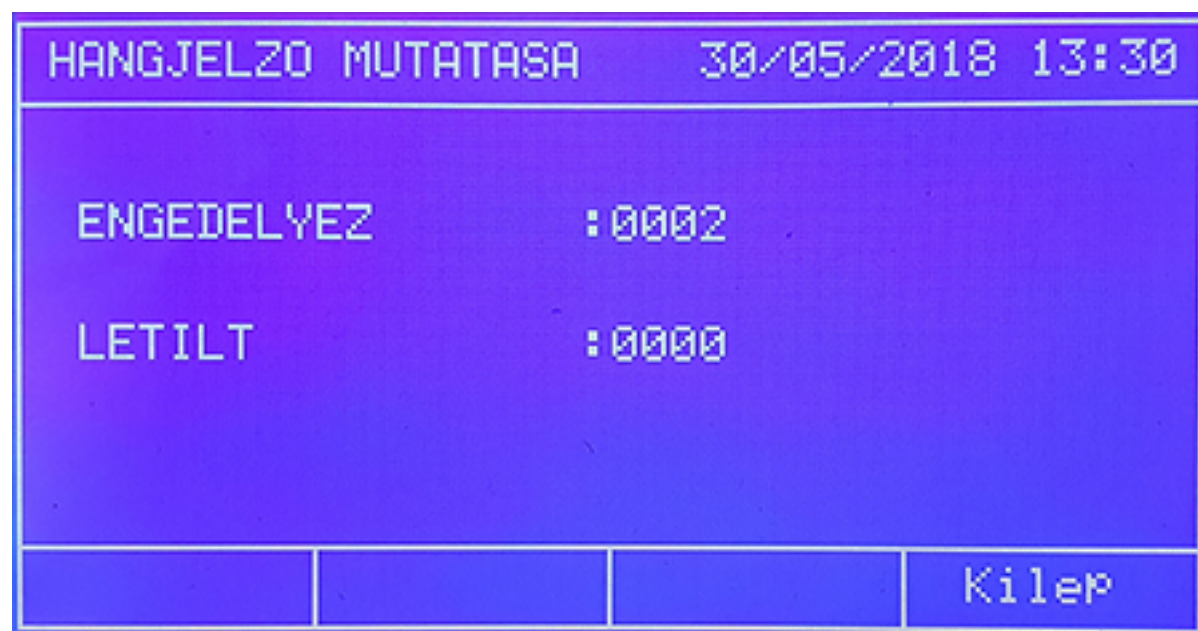 HANGJELZO MUTATASA 30/05/2018 13:30
ENGEDELYEZ :0002
LETILT :0000
Kilep